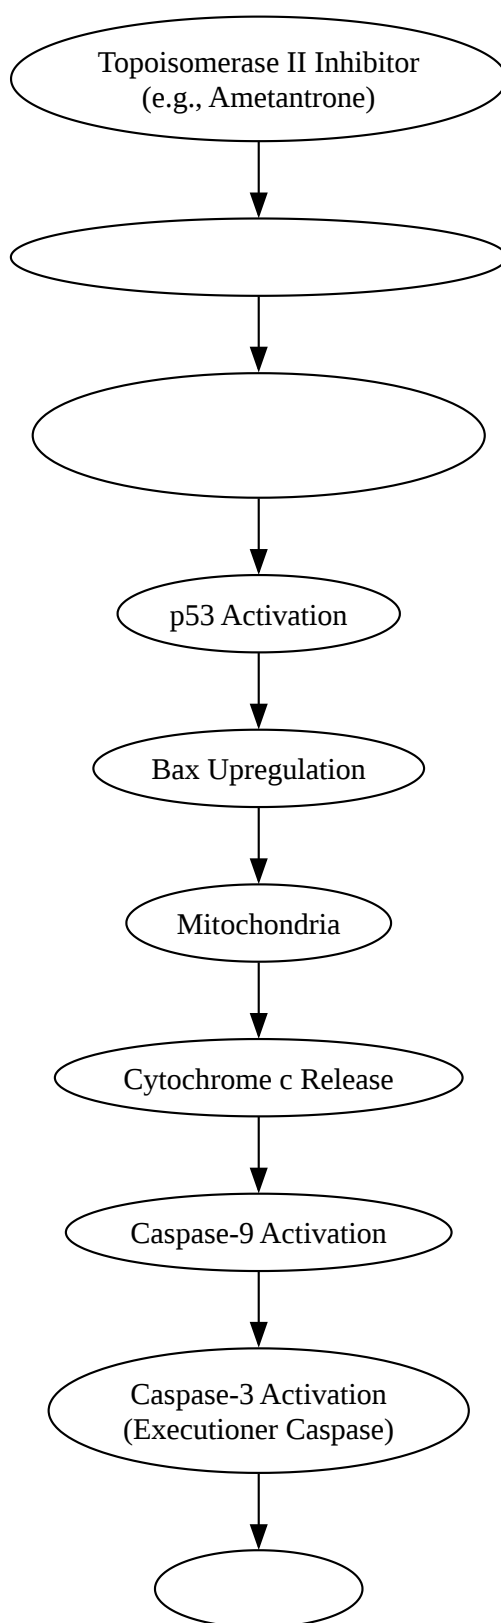 Topoisomerase II Inhibitor
(e.g., Ametantrone)
p53 Activation
Bax Upregulation
Mitochondria
Cytochrome c Release
Caspase-9 Activation
Caspase-3 Activation
(Executioner Caspase)